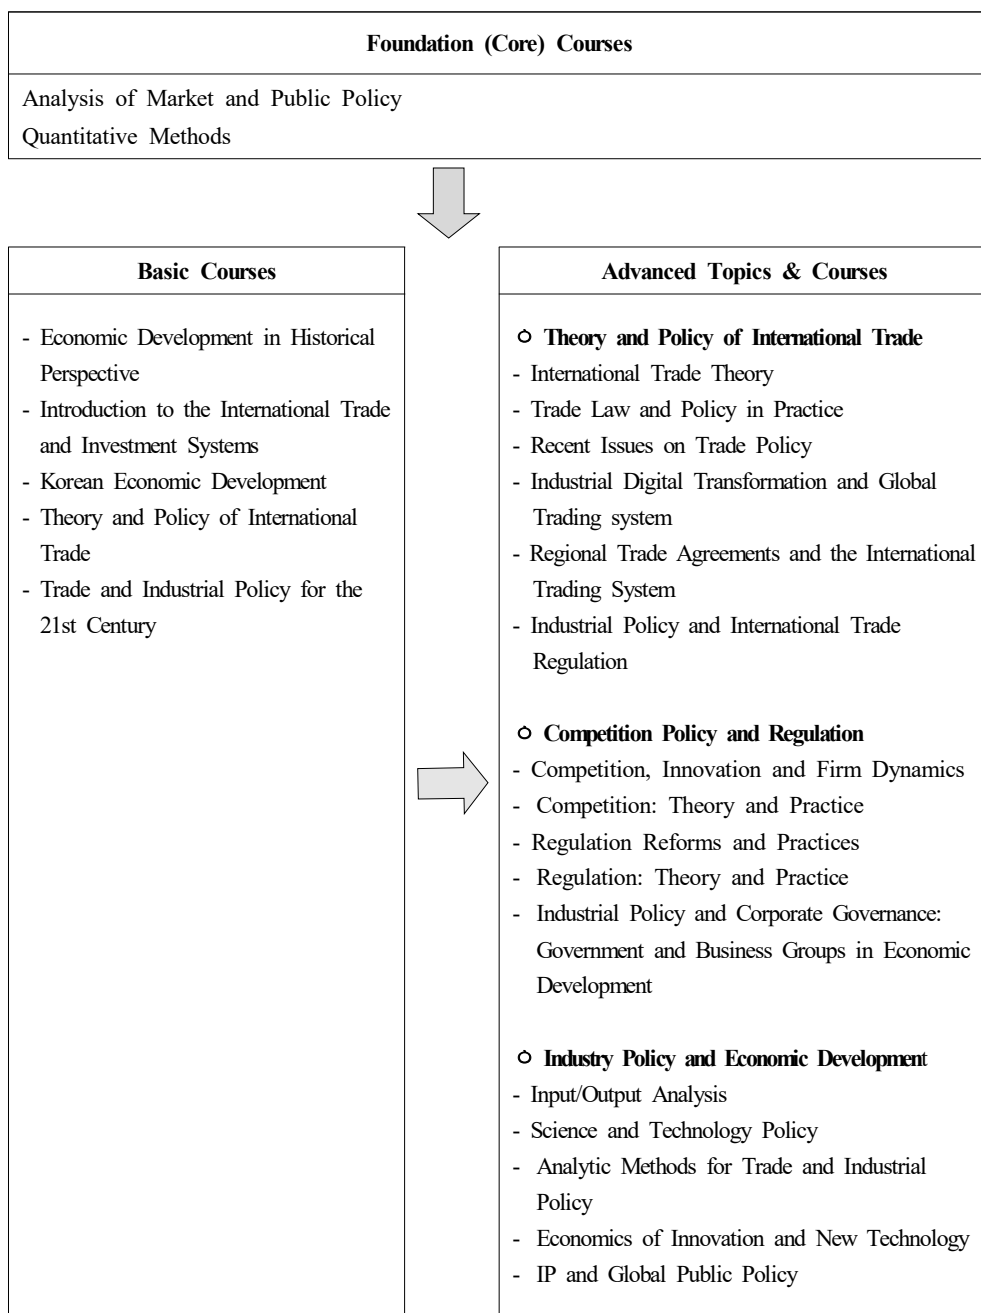 Foundation (Core) Courses
Analysis of Market and Public Policy
Quantitative Methods
Basic Courses
- Economic Development in Historical
Perspective
- Introduction to the International Trade
and Investment Systems
- Korean Economic Development
- Theory and Policy of International
Trade
- Trade and Industrial Policy for the
21st Century
Advanced Topics & Courses
○ Theory and Policy of International Trade
- International Trade Theory
- Trade Law and Policy in Practice
- Recent Issues on Trade Policy
- Industrial Digital Transformation and Global
Trading system
- Regional Trade Agreements and the International
Trading System
- Industrial Policy and International Trade
Regulation
○ Competition Policy and Regulation
- Competition, Innovation and Firm Dynamics
- Competition: Theory and Practice
- Regulation Reforms and Practices
- Regulation: Theory and Practice
- Industrial Policy and Corporate Governance:
Government and Business Groups in Economic
Development
○ Industry Policy and Economic Development
- Input/Output Analysis
- Science and Technology Policy
- Analytic Methods for Trade and Industrial
Policy
- Economics of Innovation and New Technology
- IP and Global Public Policy